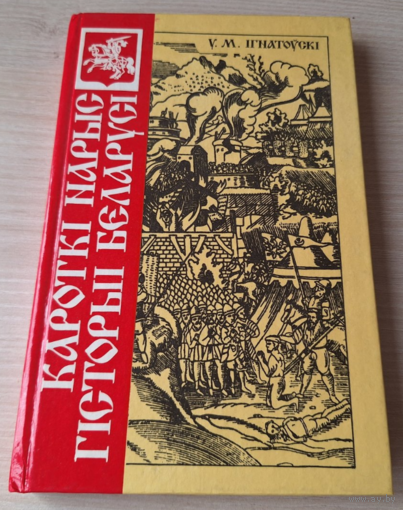 У. М. ІГНАТОЎСКІ
КАРОТКІ НАРЫС
ГІСТОРЫІ БЕЛАРУСІ